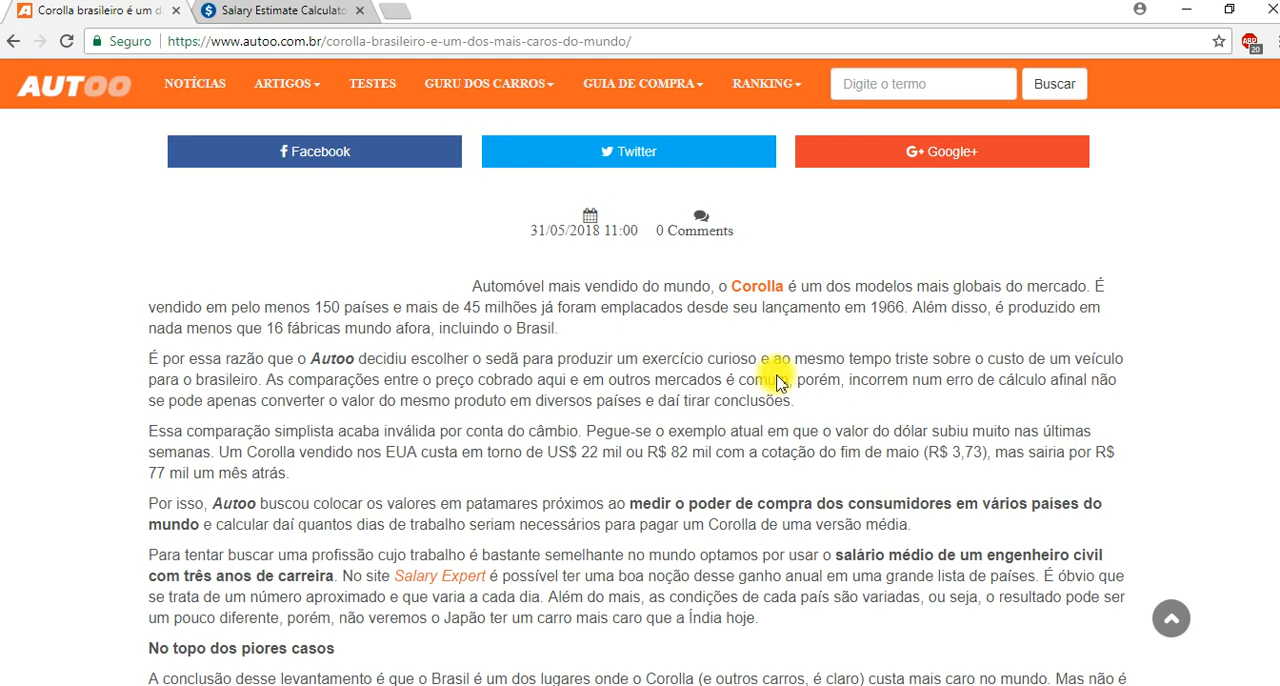 Corolla brasileiro é um d
Salary Estimate Calculato
Seguro
https://www.autoo.com.br/corolla-brasileiro-e-um-dos-mais-caros-do-mundo/
ABP
20
AUTOO
NOTÍCIAS
ARTIGOS
TESTES
GURU DOS CARROS
GUIA DE COMPRA
RANKING
Digite o termo
Buscar
Facebook
Twitter
G+ Google+
31/05/2018 11:00
0 Comments
Automóvel mais vendido do mundo, o Corolla é um dos modelos mais globais do mercado. É
vendido em pelo menos 150 países e mais de 45 milhões já foram emplacados desde seu lançamento em 1966. Além disso, é produzido em
nada menos que 16 fábricas mundo afora, incluindo o Brasil.
É por essa razão que o Autoo decidiu escolher o sedã para produzir um exercício curioso e ao mesmo tempo triste sobre o custo de um veículo
para o brasileiro. As comparações entre o preço cobrado aqui e em outros mercados é comum, porém, incorrem num erro de cálculo afinal não
se pode apenas converter o valor do mesmo produto em diversos países e daí tirar conclusões.
Essa comparação simplista acaba inválida por conta do câmbio. Pegue-se o exemplo atual em que o valor do dólar subiu muito nas últimas
semanas. Um Corolla vendido nos EUA custa em torno de US$ 22 mil ou R$ 82 mil com a cotação do fim de maio (R$ 3,73), mas sairia por R$
77 mil um mês atrás.
Por isso, Autoo buscou colocar os valores em patamares próximos ao medir o poder de compra dos consumidores em vários países do
mundo e calcular daí quantos dias de trabalho seriam necessários para pagar um Corolla de uma versão média.
Para tentar buscar uma profissão cujo trabalho é bastante semelhante no mundo optamos por usar o salário médio de um engenheiro civil
com três anos de carreira. No site Salary Expert é possível ter uma boa noção desse ganho anual em uma grande lista de países. É óbvio que
se trata de um número aproximado e que varia a cada dia. Além do mais, as condições de cada país são variadas, ou seja, o resultado pode ser
um pouco diferente, porém, não veremos o Japão ter um carro mais caro que a Índia hoje.
No topo dos piores casos
A conclusão desse levantamento é que o Brasil é um dos lugares onde o Corolla (e outros carros, é claro) custa mais caro no mundo. Mas não é